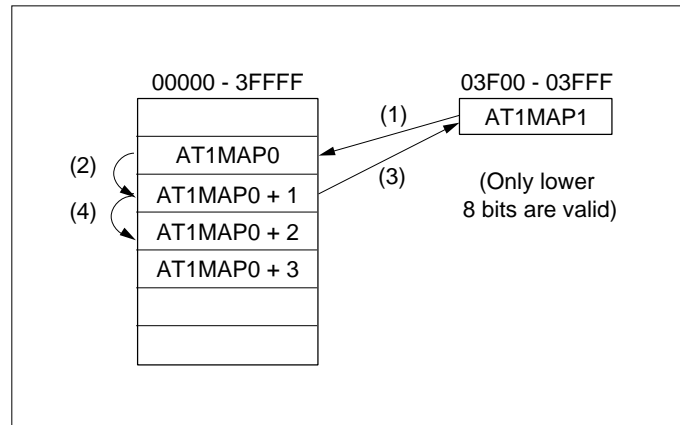 00000 - 3FFFF
03F00 - 03FFF
(1)
AT1MAP1
AT1MAP0
(2)
(3)
AT1MAP0 + 1
(Only lower
8 bits are valid)
(4)
AT1MAP0 + 2
AT1MAP0 + 3